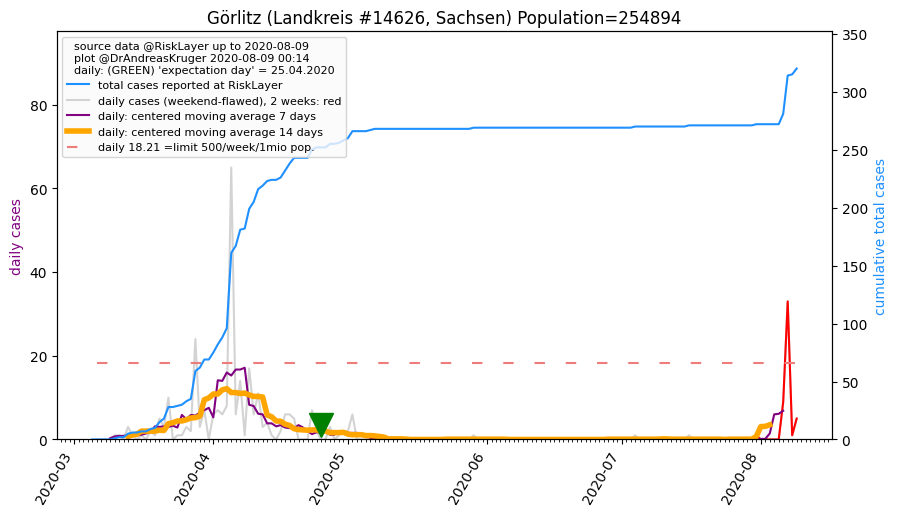 Görlitz (Landkreis #14626, Sachsen) Population=254894
source data @RiskLayer up to 2020-08-09
plot @DrAndreasKruger 2020-08-09 00:14
daily: (GREEN) 'expectation day' = 25.04.2020
total cases reported at RiskLayer
daily cases (weekend-flawed), 2 weeks: red
daily: centered moving average 7 days
daily: centered moving average 14 days
daily 18.21 =limit 500/week/1mio pop.
daily cases
0
20
40
60
80
cumulative total cases
0
50
100
150
200
250
300
350
2020-03
2020-04
2020-05
2020-06
2020-07
2020-08